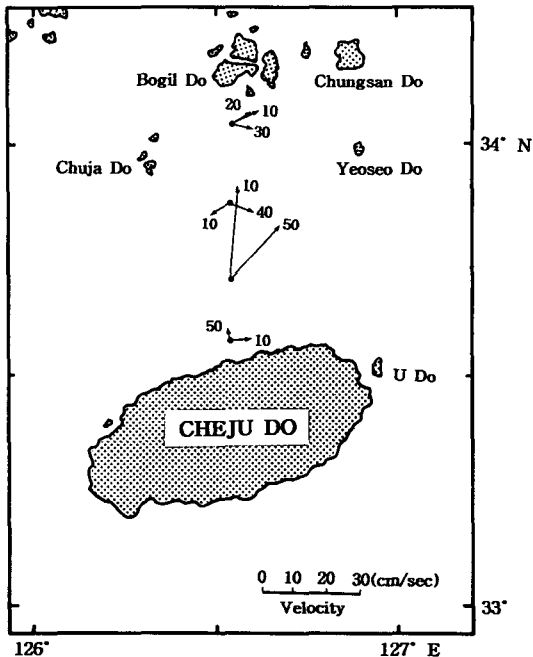 Bogil Do
Chungsan Do
20
10
30
34° N
Chuja Do
Yeoseo Do
10
10
40
50
50
10
U Do
CHEJU DO
0 10 20 30(cm/sec)
Velocity
33°
126°
127° E